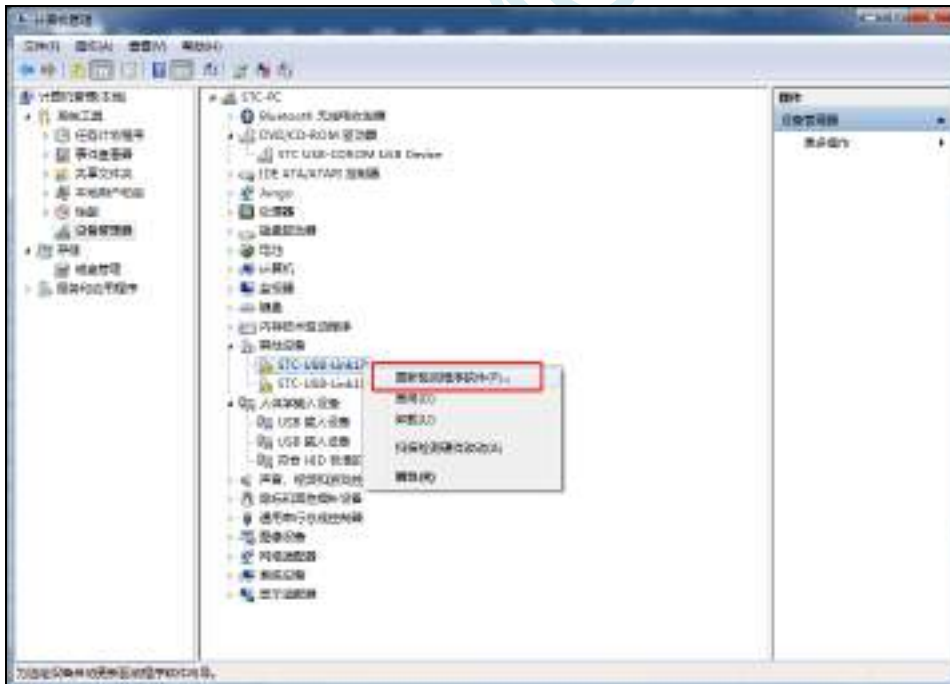 计算机管理
文件(F) 操作(A) 查看(V) 帮助(H)
计算机管理(本地)
系统工具
任务计划程序
事件查看器
共享文件夹
本地用户和组
性能
设备管理器
存储
磁盘管理
服务和应用程序
STC-PC
Bluetooth 无线电收发器
DVD/CD-ROM 驱动器
STC USB-CDROM USB Device
IDE ATA/ATAPI 控制器
Jungo
处理器
磁盘驱动器
电池
计算机
监视器
键盘
内存技术驱动程序
其他设备
STC-USB-Link1
STC-USB-Link1
人体学输入设备
USB 输入设备
USB 输入设备
符合 HID
声音、视频和游戏
鼠标和其他指针设备
通用串行总线控制器
图像设备
网络适配器
系统设备
显示适配器
更新驱动程序软件(P)...
禁用(D)
卸载(U)
扫描检测硬件改动(A)
属性(R)
操作
设备管理器
更多操作
为选定设备启动更新驱动程序软件向导。